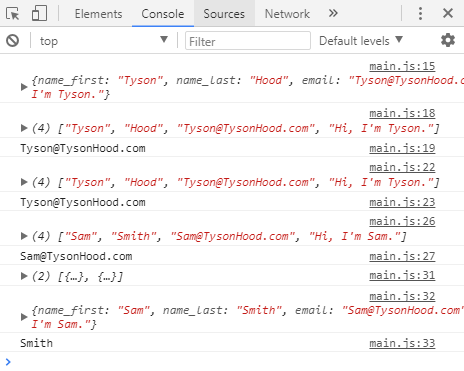 Elements Console Sources Network »
top Filter Default levels
main.js:15
{name_first: "Tyson", name_last: "Hood", email: "Tyson@TysonHood.c
I'm Tyson."}
main.js:18
(4) ["Tyson", "Hood", "Tyson@TysonHood.com", "Hi, I'm Tyson."]
Tyson@TysonHood.com main.js:19
main.js:22
(4) ["Tyson", "Hood", "Tyson@TysonHood.com", "Hi, I'm Tyson."]
Tyson@TysonHood.com main.js:23
main.js:26
(4) ["Sam", "Smith", "Sam@TysonHood.com", "Hi, I'm Sam."]
Sam@TysonHood.com main.js:27
(2) [{…}, {…}] main.js:31
main.js:32
{name_first: "Sam", name_last: "Smith", email: "Sam@TysonHood.com"
I'm Sam."}
Smith main.js:33